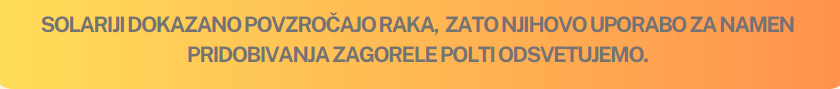 SOLARIJI DOKAZANO POVZROČAJO RAKA, ZATO NJIHOVO UPORABO ZA NAMEN
PRIDOBIVANJA ZAGORELE POLTI ODSVETUJEMO.